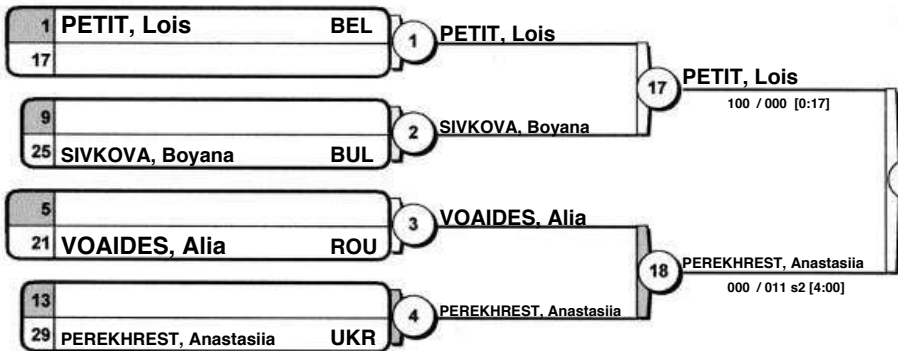 1 PETIT, Lois BEL
17
1 PETIT, Lois
9
25 SIVKOVA, Boyana BUL
2 SIVKOVA, Boyana
17 PETIT, Lois
100 / 000 [0:17]
5
21 VOAIDES, Alia ROU
3 VOAIDES, Alia
13
29 PEREKHREST, Anastasiia UKR
4 PEREKHREST, Anastasiia
18 PEREKHREST, Anastasiia
000 / 011 s2 [4:00]